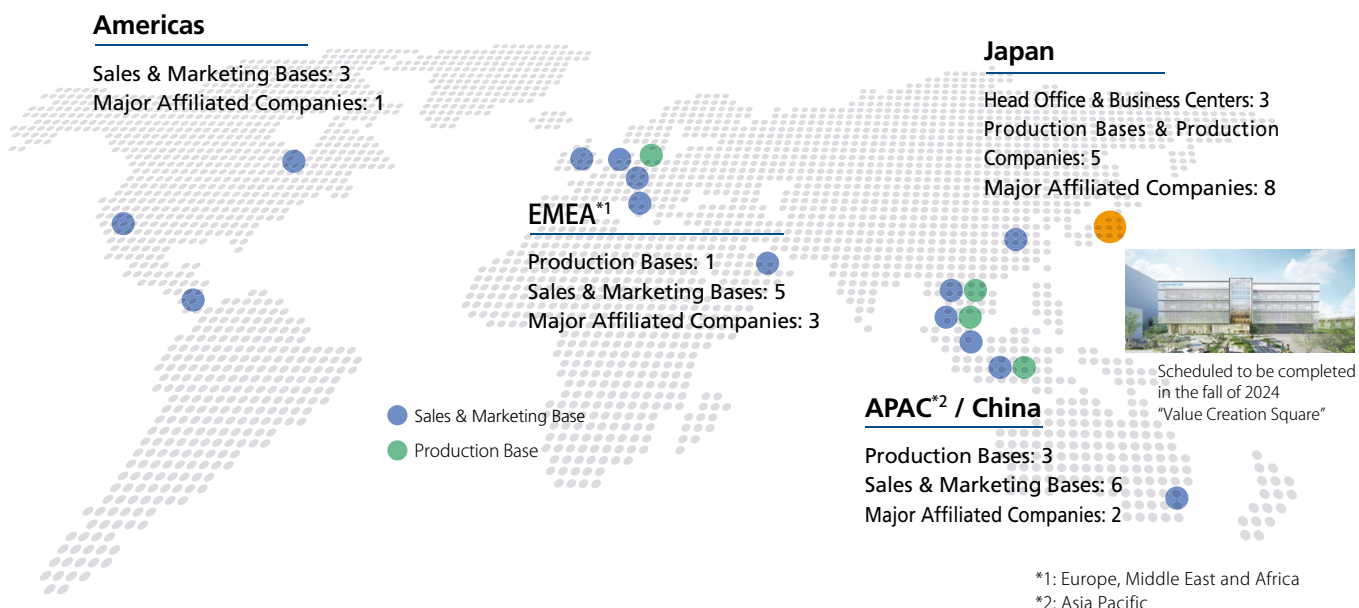 Americas
Sales & Marketing Bases: 3
Major Affiliated Companies: 1
Japan
Head Office & Business Centers: 3
Production Bases & Production
Companies: 5
Major Affiliated Companies: 8
EMEA*1
Production Bases: 1
Sales & Marketing Bases: 5
Major Affiliated Companies: 3
Scheduled to be completed
in the fall of 2024
“Value Creation Square”
Sales & Marketing Base
Production Base
APAC*2 / China
Production Bases: 3
Sales & Marketing Bases: 6
Major Affiliated Companies: 2
*1: Europe, Middle East and Africa
*2: Asia Pacific